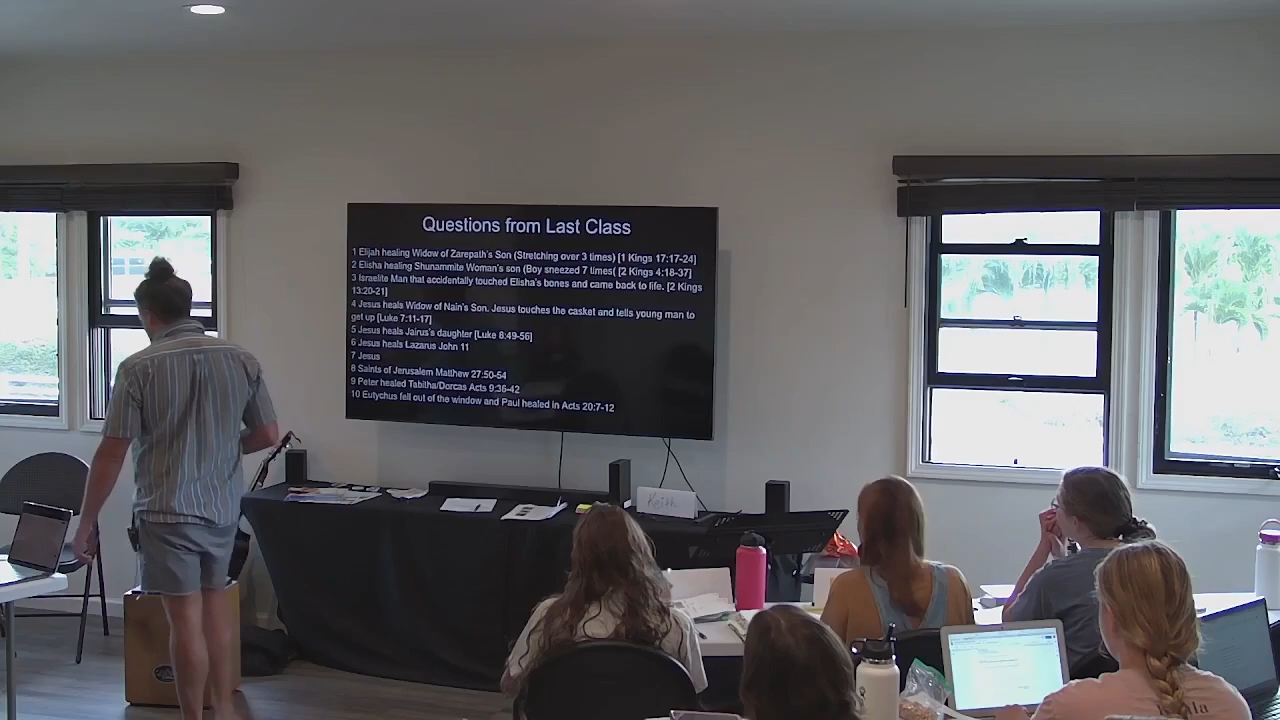 Questions from Last Class
1 Elijah healing Widow of Zarepath's Son (Stretching over 3 times) [1 Kings 17:17-24]
2 Elisha healing Shunammite Woman's son (Boy sneezed 7 times( [2 Kings 4:18-37]
3 Israelite Man that accidentally touched Elisha's bones and came back to life. [2 Kings
13:20-21]
4 Jesus heals Widow of Nain's Son. Jesus touches the casket and tells young man to
get up [Luke 7:11-17]
5 Jesus heals Jairus's daughter [Luke 8:49-56]
6 Jesus heals Lazarus John 11
7 Jesus
8 Saints of Jerusalem Matthew 27:50-54
9 Peter healed Tabitha/Dorcas Acts 9:36-42
10 Eutychus fell out of the window and Paul healed in Acts 20:7-12
Keith